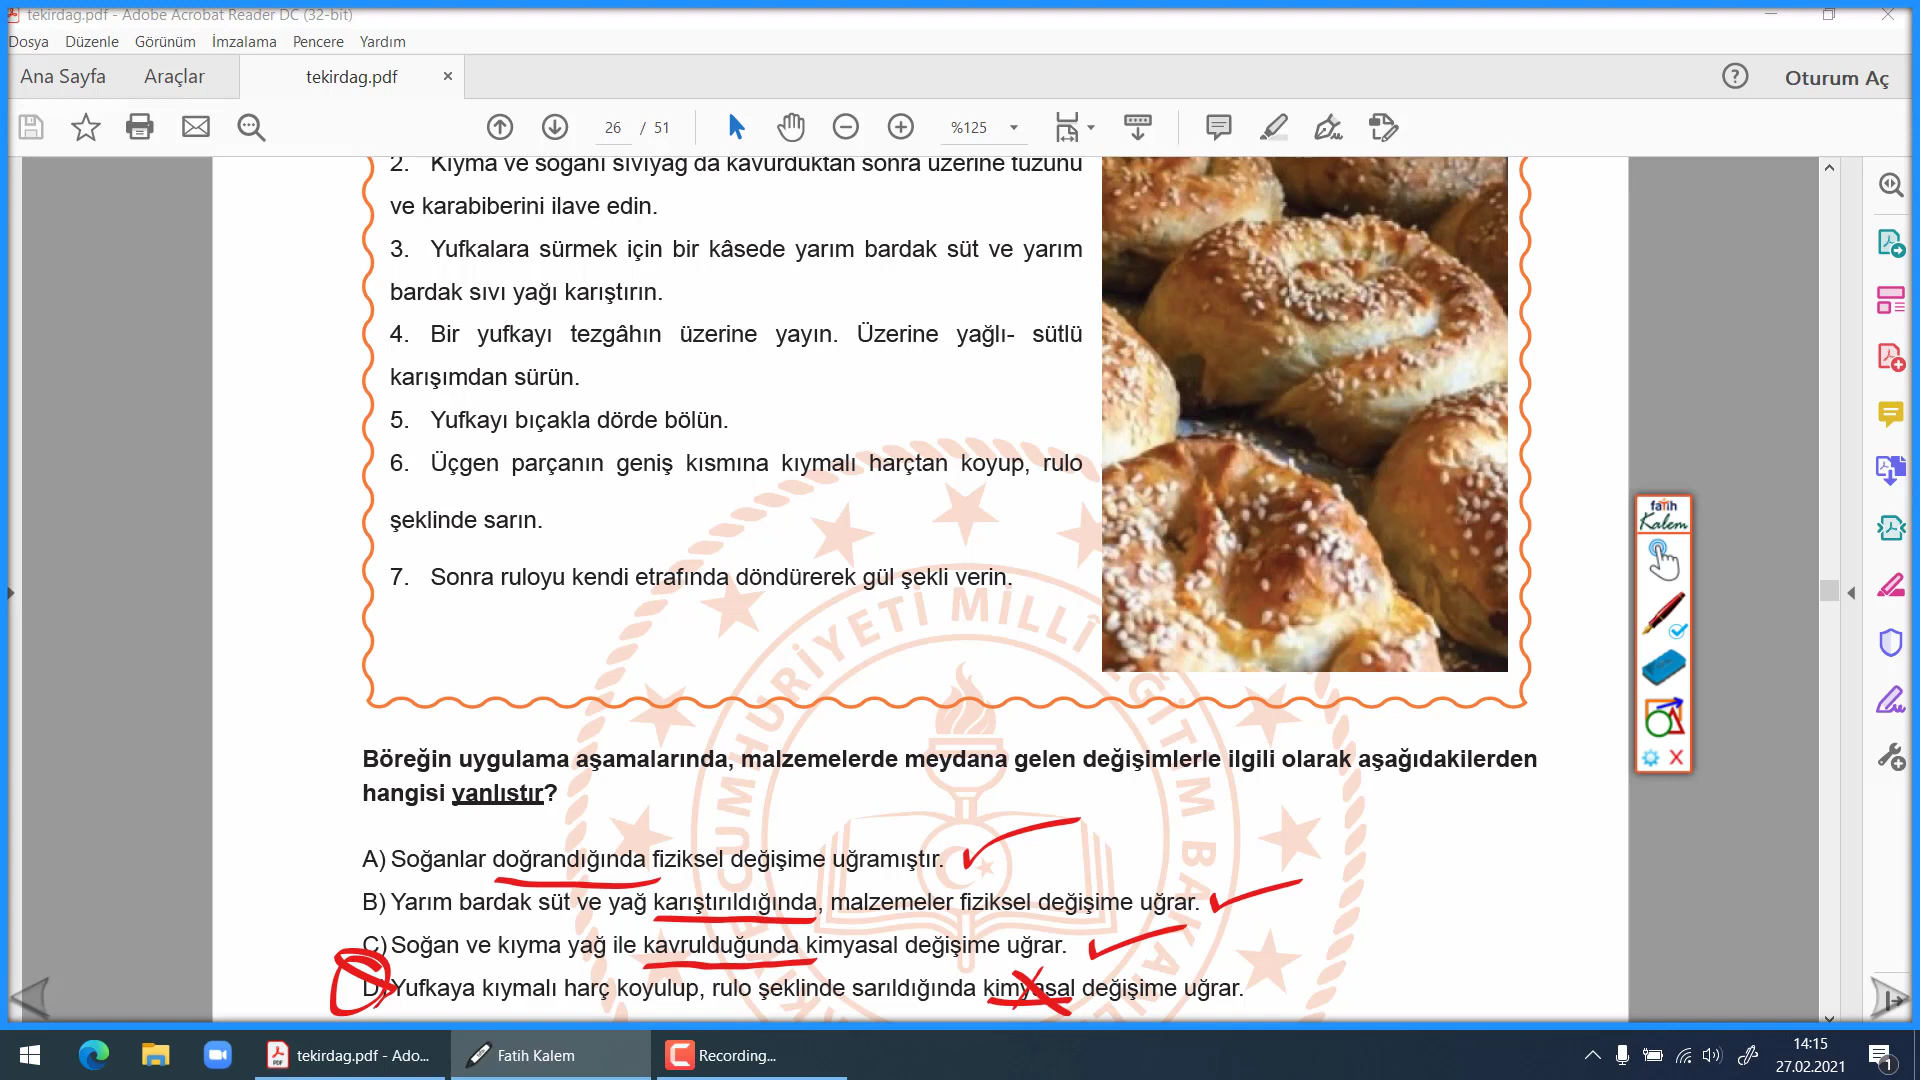 tekirdag.pdf - Adobe Acrobat Reader DC (32-bit)
Dosya Düzenle Görünüm İmzalama Pencere Yardım
Ana Sayfa Araçlar tekirdag.pdf Oturum Aç
26 / 51 %125
2. Kıyma ve soğanı sıvıyağ da kavurduktan sonra üzerine tuzunu
ve karabiberini ilave edin.
3. Yufkalara sürmek için bir kâsede yarım bardak süt ve yarım
bardak sıvı yağı karıştırın.
4. Bir yufkayı tezgâhın üzerine yayın. Üzerine yağlı- sütlü
karışımdan sürün.
5. Yufkayı bıçakla dörde bölün.
6. Üçgen parçanın geniş kısmına kıymalı harçtan koyup, rulo
şeklinde sarın.
7. Sonra ruloyu kendi etrafında döndürerek gül şekli verin.
fatih
Kalem
Böreğin uygulama aşamalarında, malzemelerde meydana gelen değişimlerle ilgili olarak aşağıdakilerden
hangisi yanlıştır?
A) Soğanlar doğrandığında fiziksel değişime uğramıştır.
B) Yarım bardak süt ve yağ karıştırıldığında, malzemeler fiziksel değişime uğrar.
C) Soğan ve kıyma yağ ile kavrulduğunda kimyasal değişime uğrar.
D) Yufkaya kıymalı harç koyulup, rulo şeklinde sarıldığında kimyasal değişime uğrar.
tekirdag.pdf - Ado... Fatih Kalem Recording...
14:15
27.02.2021
1